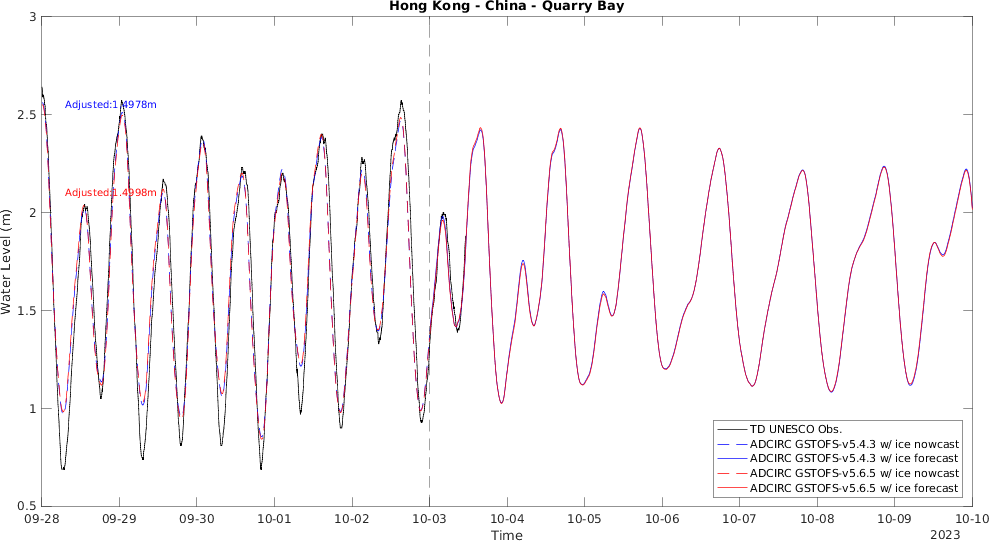 Hong Kong - China - Quarry Bay
Water Level (m)
3
2.5
2
1.5
1
0.5
Adjusted:1.4978m
Adjusted:1.4998m
TD UNESCO Obs.
ADCIRC GSTOFS-v5.4.3 w/ ice nowcast
ADCIRC GSTOFS-v5.4.3 w/ ice forecast
ADCIRC GSTOFS-v5.6.5 w/ ice nowcast
ADCIRC GSTOFS-v5.6.5 w/ ice forecast
09-28 09-29 09-30 10-01 10-02 10-03 10-04 10-05 10-06 10-07 10-08 10-09 10-10
Time
2023